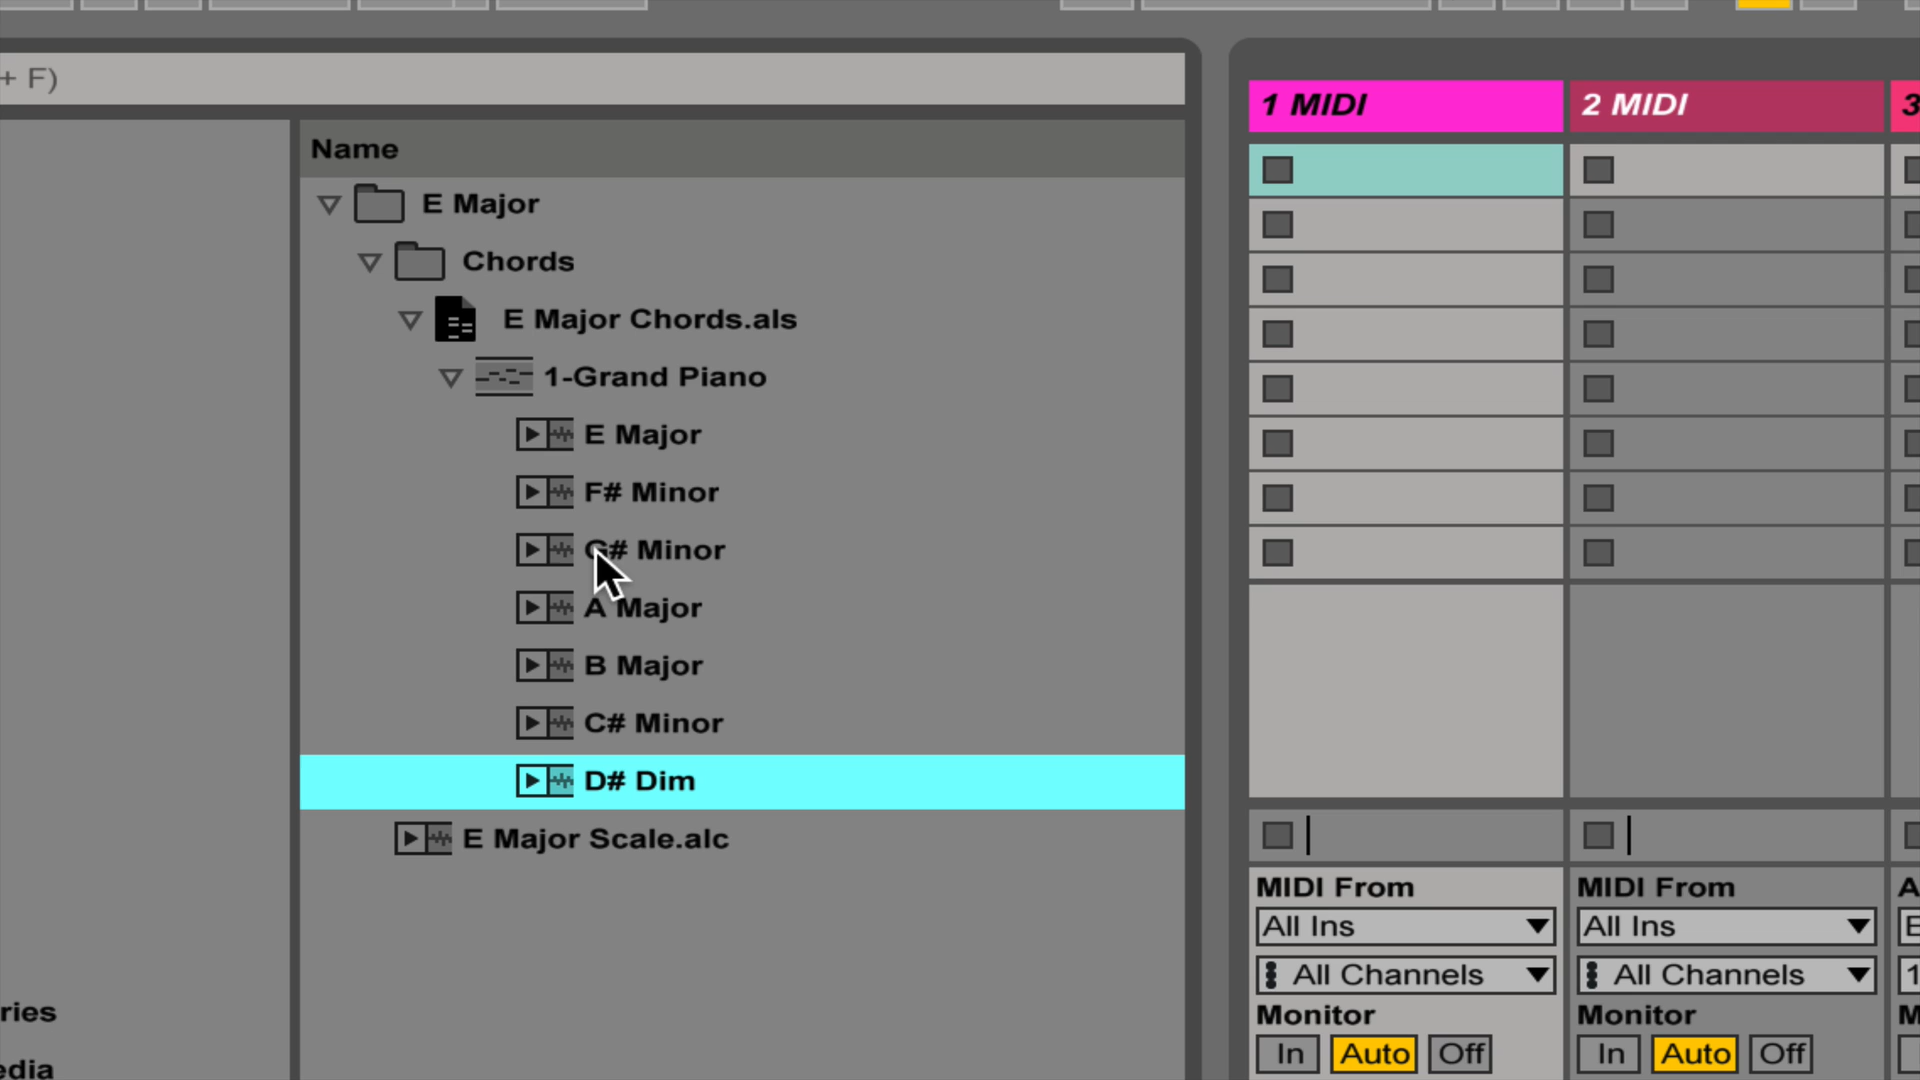 + F)
Name
E Major
Chords
E Major Chords.als
1-Grand Piano
E Major
F# Minor
G# Minor
A Major
B Major
C# Minor
D# Dim
E Major Scale.alc
ries
edia
1 MIDI
2 MIDI
3
MIDI From
MIDI From
A
All Ins
All Ins
E
All Channels
All Channels
1
Monitor
Monitor
M
In Auto Off
In Auto Off